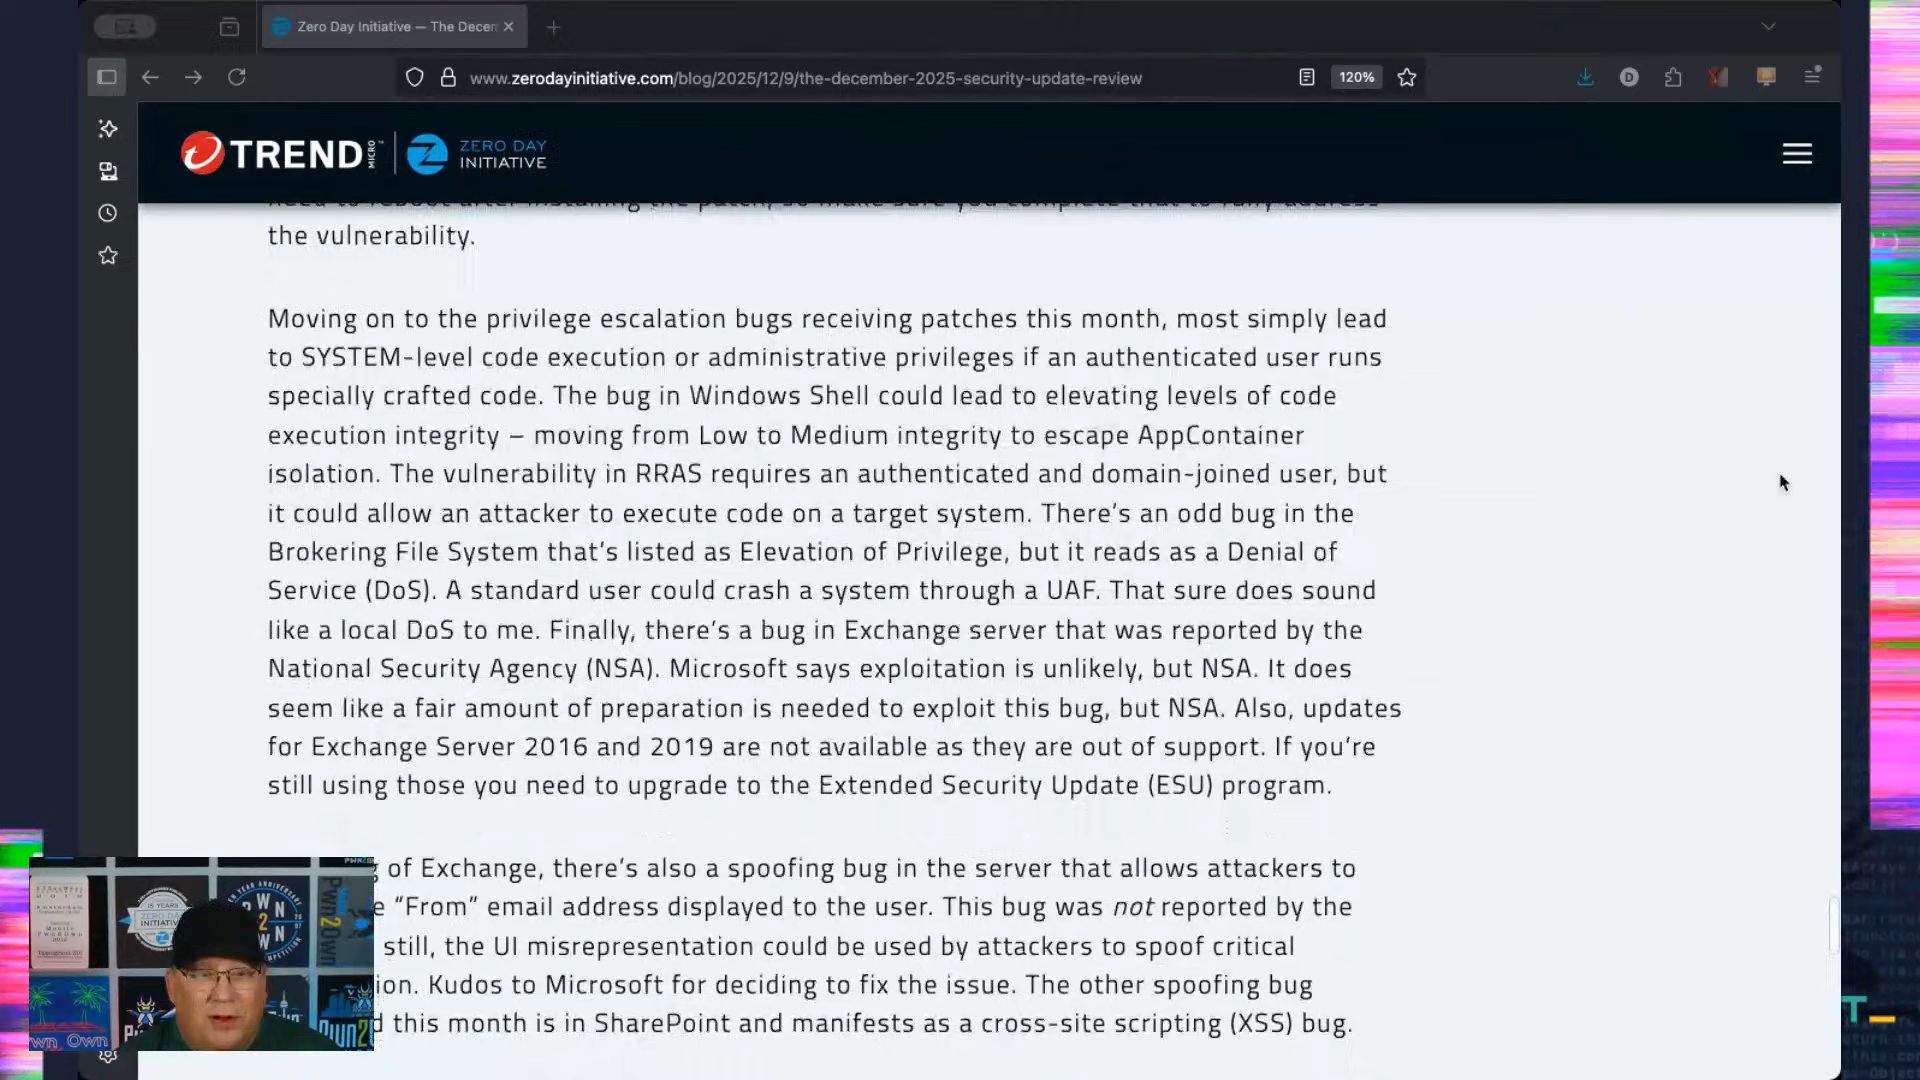 Zero Day Initiative — The Decem
www.zerodayinitiative.com/blog/2025/12/9/the-december-2025-security-update-review
120%
D
TREND MICRO
ZERO DAY
INITIATIVE
need to reboot after installing the patch, so make sure you complete that to fully address
the vulnerability.
Moving on to the privilege escalation bugs receiving patches this month, most simply lead
to SYSTEM-level code execution or administrative privileges if an authenticated user runs
specially crafted code. The bug in Windows Shell could lead to elevating levels of code
execution integrity – moving from Low to Medium integrity to escape AppContainer
isolation. The vulnerability in RRAS requires an authenticated and domain-joined user, but
it could allow an attacker to execute code on a target system. There's an odd bug in the
Brokering File System that's listed as Elevation of Privilege, but it reads as a Denial of
Service (DoS). A standard user could crash a system through a UAF. That sure does sound
like a local DoS to me. Finally, there's a bug in Exchange server that was reported by the
National Security Agency (NSA). Microsoft says exploitation is unlikely, but NSA. It does
seem like a fair amount of preparation is needed to exploit this bug, but NSA. Also, updates
for Exchange Server 2016 and 2019 are not available as they are out of support. If you're
still using those you need to upgrade to the Extended Security Update (ESU) program.
of Exchange, there's also a spoofing bug in the server that allows attackers to
e "From" email address displayed to the user. This bug was not reported by the
still, the UI misrepresentation could be used by attackers to spoof critical
ion. Kudos to Microsoft for deciding to fix the issue. The other spoofing bug
d this month is in SharePoint and manifests as a cross-site scripting (XSS) bug.
15 YEARS
ZERO DAY
INITIATIVE
Pwn2Own
T_